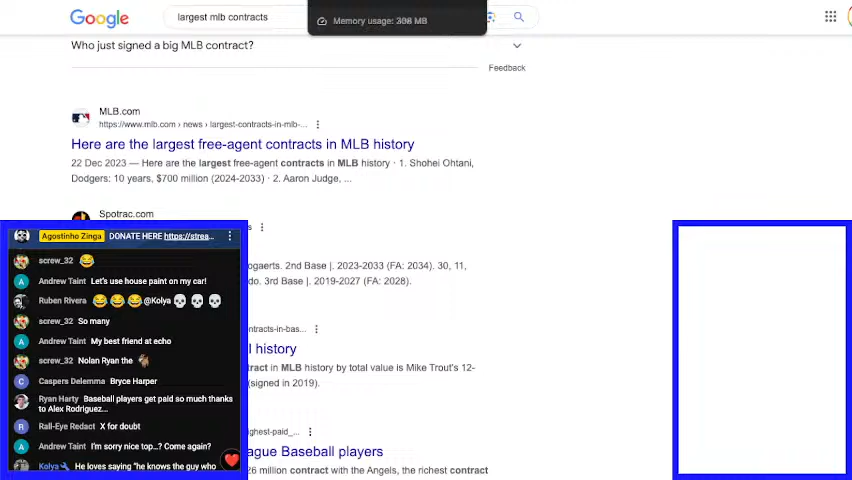 Google
largest mlb contracts
Memory usage: 308 MB
Who just signed a big MLB contract?
Feedback
MLB.com
https://www.mlb.com › news › largest-contracts-in-mlb-...
Here are the largest free-agent contracts in MLB history
22 Dec 2023 — Here are the largest free-agent contracts in MLB history · 1. Shohei Ohtani,
Dodgers: 10 years, $700 million (2024-2033) · 2. Aaron Judge, ...
Spotrac.com
ogaerts. 2nd Base |. 2023-2033 (FA: 2034). 30, 11,
do. 3rd Base |. 2019-2027 (FA: 2028).
ontracts-in-bas...
l history
tract in MLB history by total value is Mike Trout's 12-
(signed in 2019).
ighest-paid_...
ague Baseball players
26 million contract with the Angels, the richest contract
Agostinho Zinga DONATE HERE https://strea...
screw_32 😂
Andrew Taint Let's use house paint on my car!
Ruben Rivera 😂😂😂@Kolya💀💀💀
screw_32 So many
Andrew Taint My best friend at echo
screw_32 Nolan Ryan the 🐐
Caspers Delemma Bryce Harper
Ryan Harty Baseball players get paid so much thanks
to Alex Rodriguez...
Rall-Eye Redact X for doubt
Andrew Taint I'm sorry nice top...? Come again?
Kolya🔧 He loves saying "he knows the guy who